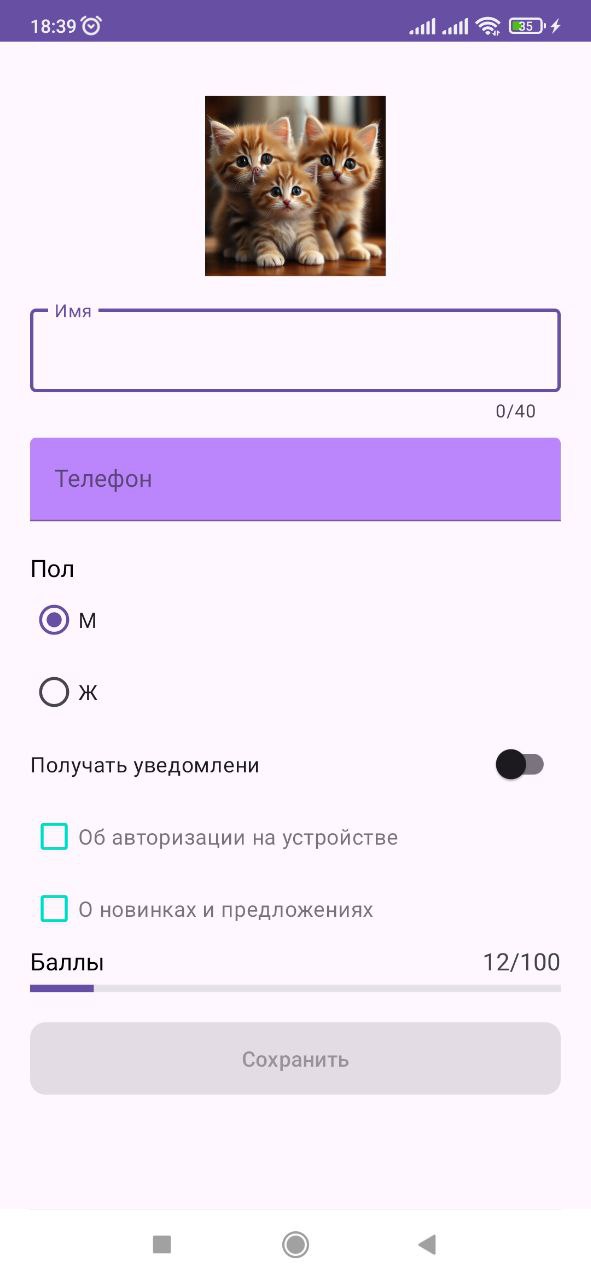 18:39 35
Имя
0/40
Телефон
Пол
М
Ж
Получать уведомлени
Об авторизации на устройстве
О новинках и предложениях
Баллы 12/100
Сохранить